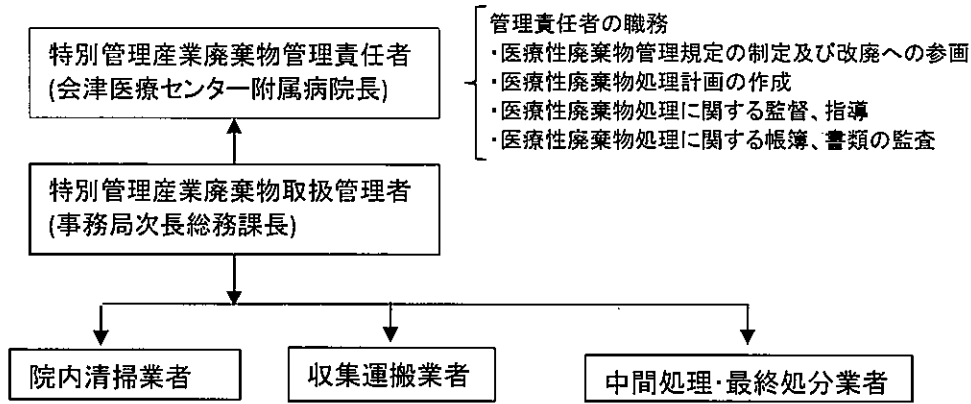 特別管理産業廃棄物管理責任者
(会津医療センター附属病院長)
管理責任者の職務
・医療性廃棄物管理規定の制定及び改廃への参画
・医療性廃棄物処理計画の作成
・医療性廃棄物処理に関する監督、指導
・医療性廃棄物処理に関する帳簿、書類の監査
特別管理産業廃棄物取扱管理者
(事務局次長総務課長)
院内清掃業者
収集運搬業者
中間処理・最終処分業者